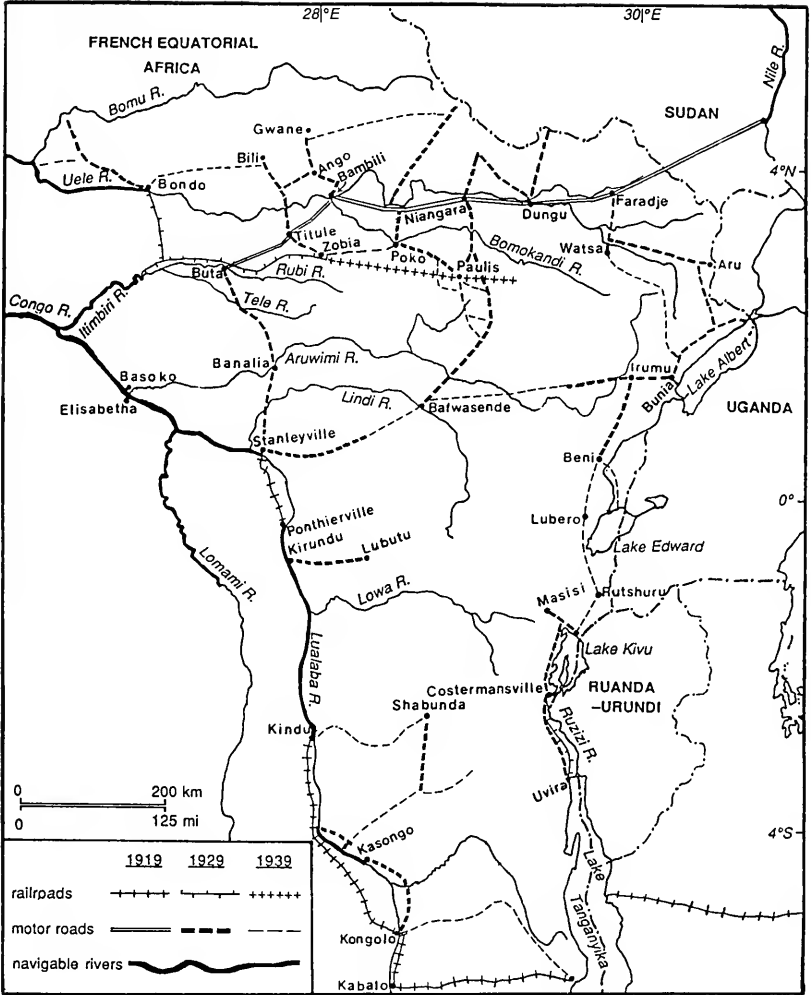 28°E
30°E
FRENCH EQUATORIAL
AFRICA
Nile R.
Bomu R.
SUDAN
Gwane
Bili
Ango
Bambili
4°N
Uele R.
Bondo
Niangara
Dungu
Faradje
Titule
Zobia
Poko
Bomokandi R.
Watsa
Aru
Buta
Rubi R.
Paulis
Congo R.
Itimbiri R.
Tele R.
Banalia
Aruwimi R.
Irumu
Lake Albert
Basoko
Elisabetha
Lindi R.
Bafwasende
Bunia
UGANDA
Stanleyville
Beni
0°
Ponthierville
Lubero
Kirundu
Lubutu
Lake Edward
Lomami R.
Lowa R.
Masisi
Rutshuru
Lualaba R.
Lake Kivu
Costermansville
RUANDA
–URUNDI
Shabunda
Kindu
Ruzizi R.
0 200 km
0 125 mi
Uvira
4°S
Kasongo
Lake
Tanganyika
1919 1929 1939
railroads
motor roads
navigable rivers
Kongolo
Kabalo